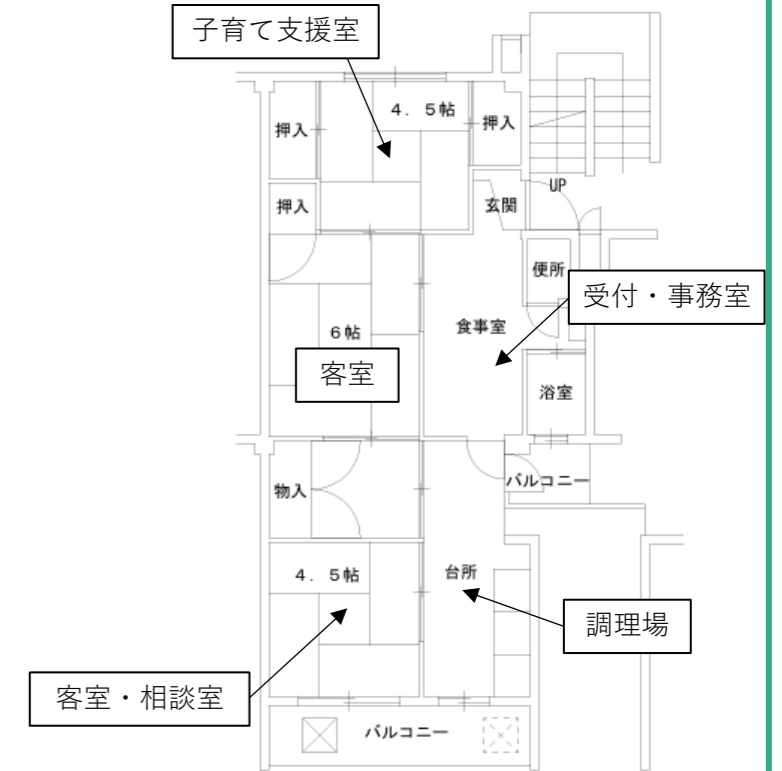 子育て支援室
4．5帖
押入
押入
UP
押入
玄関
便所
受付・事務室
食事室
6帖
客室
浴室
バルコニー
物入
4．5帖
台所
調理場
客室・相談室
バルコニー